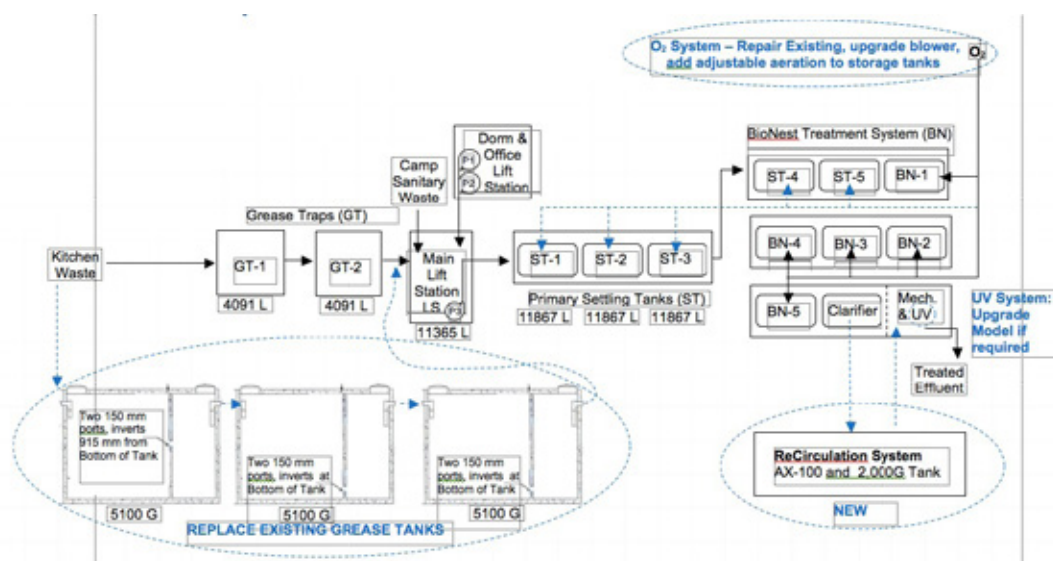 O₂ System – Repair Existing, upgrade blower,
add adjustable aeration to storage tanks
O₂
BioNest Treatment System (BN)
ST-4
ST-5
BN-1
Dorm &
Office
Lift
Station
P1
P2
Camp
Sanitary
Waste
Grease Traps (GT)
Kitchen
Waste
GT-1
GT-2
Main
Lift
Station
LS
P3
ST-1
ST-2
ST-3
BN-4
BN-3
BN-2
4091 L
4091 L
11365 L
Primary Settling Tanks (ST)
11867 L
11867 L
11867 L
BN-5
Clarifier
Mech.
& UV
UV System:
Upgrade
Model if
required
Treated
Effluent
Two 150 mm
ports, inverts
915 mm from
Bottom of Tank
Two 150 mm
ports, inverts at
Bottom of Tank
Two 150 mm
ports, inverts at
Bottom of Tank
5100 G
5100 G
5100 G
REPLACE EXISTING GREASE TANKS
ReCirculation System
AX-100 and 2,000G Tank
NEW